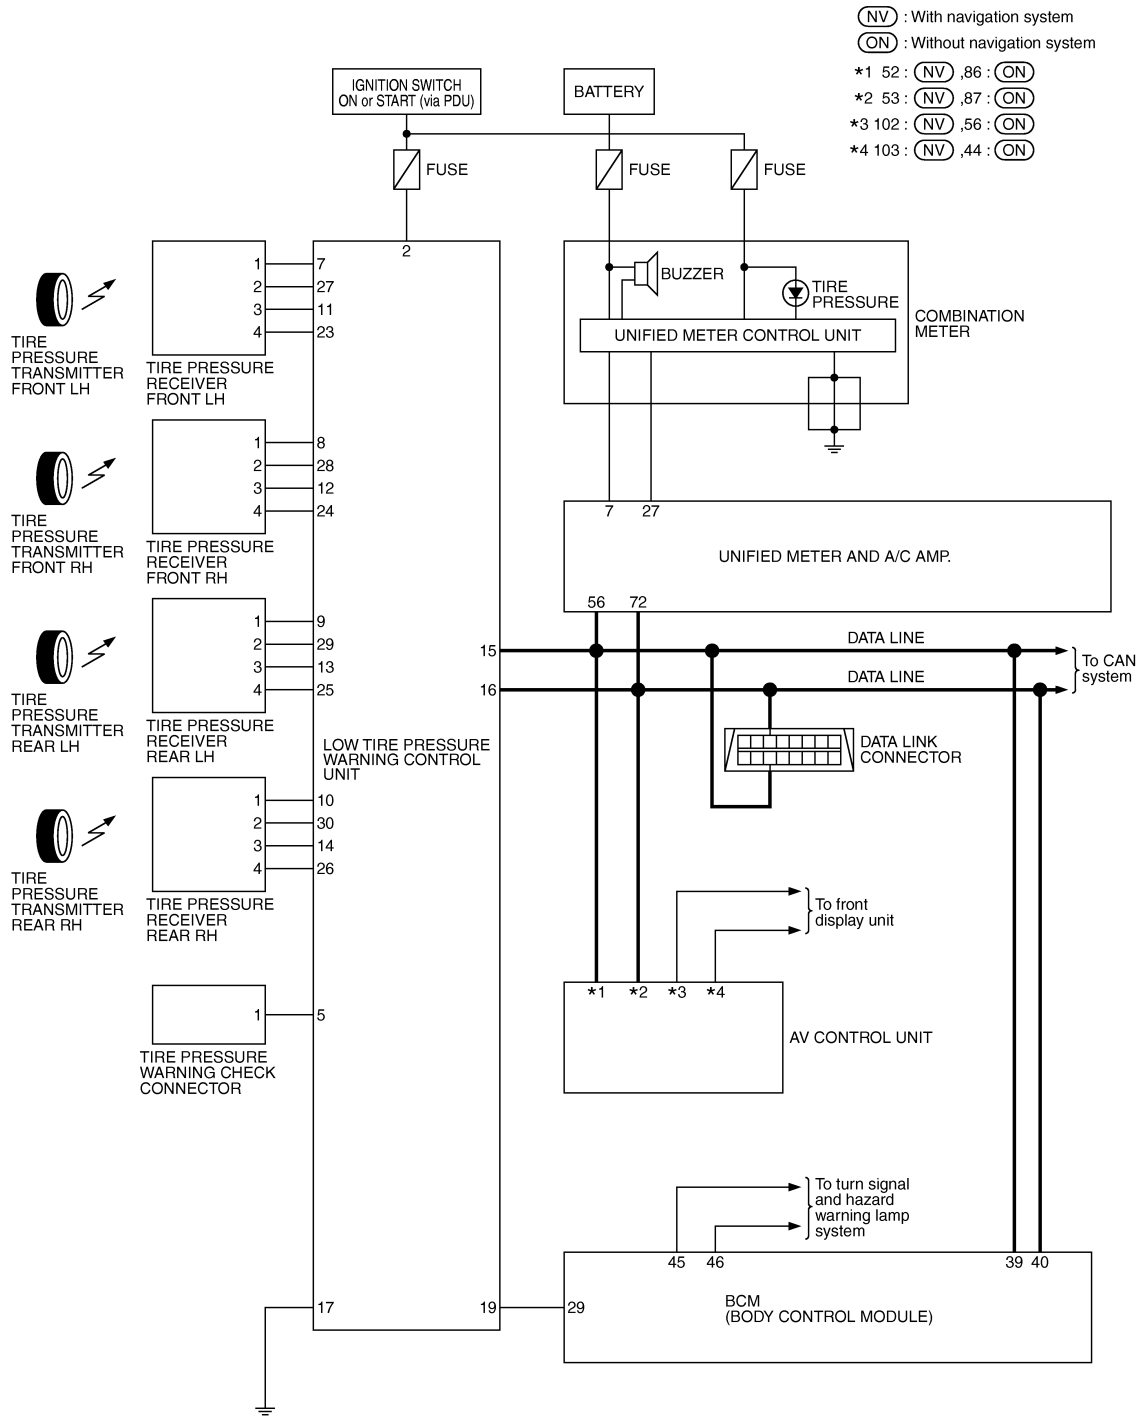 NV : With navigation system
ON : Without navigation system
*1 52 : NV ,86 : ON
*2 53 : NV ,87 : ON
*3 102 : NV ,56 : ON
*4 103 : NV ,44 : ON
IGNITION SWITCH
ON or START (via PDU)
BATTERY
FUSE
FUSE
FUSE
2
BUZZER
TIRE
PRESSURE
UNIFIED METER CONTROL UNIT
COMBINATION
METER
1 7
2 27
3 11
4 23
TIRE
PRESSURE
TRANSMITTER
FRONT LH
TIRE PRESSURE
RECEIVER
FRONT LH
1 8
2 28
3 12
4 24
TIRE
PRESSURE
TRANSMITTER
FRONT RH
TIRE PRESSURE
RECEIVER
FRONT RH
7 27
UNIFIED METER AND A/C AMP.
56 72
1 9
2 29
3 13
4 25
TIRE
PRESSURE
TRANSMITTER
REAR LH
TIRE PRESSURE
RECEIVER
REAR LH
15
DATA LINE
16
DATA LINE
To CAN
system
LOW TIRE PRESSURE
WARNING CONTROL
UNIT
DATA LINK
CONNECTOR
1 10
2 30
3 14
4 26
TIRE
PRESSURE
TRANSMITTER
REAR RH
TIRE PRESSURE
RECEIVER
REAR RH
To front
display unit
*1 *2 *3 *4
AV CONTROL UNIT
1 5
TIRE PRESSURE
WARNING CHECK
CONNECTOR
To turn signal
and hazard
warning lamp
system
45 46 39 40
17 19 29
BCM
(BODY CONTROL MODULE)